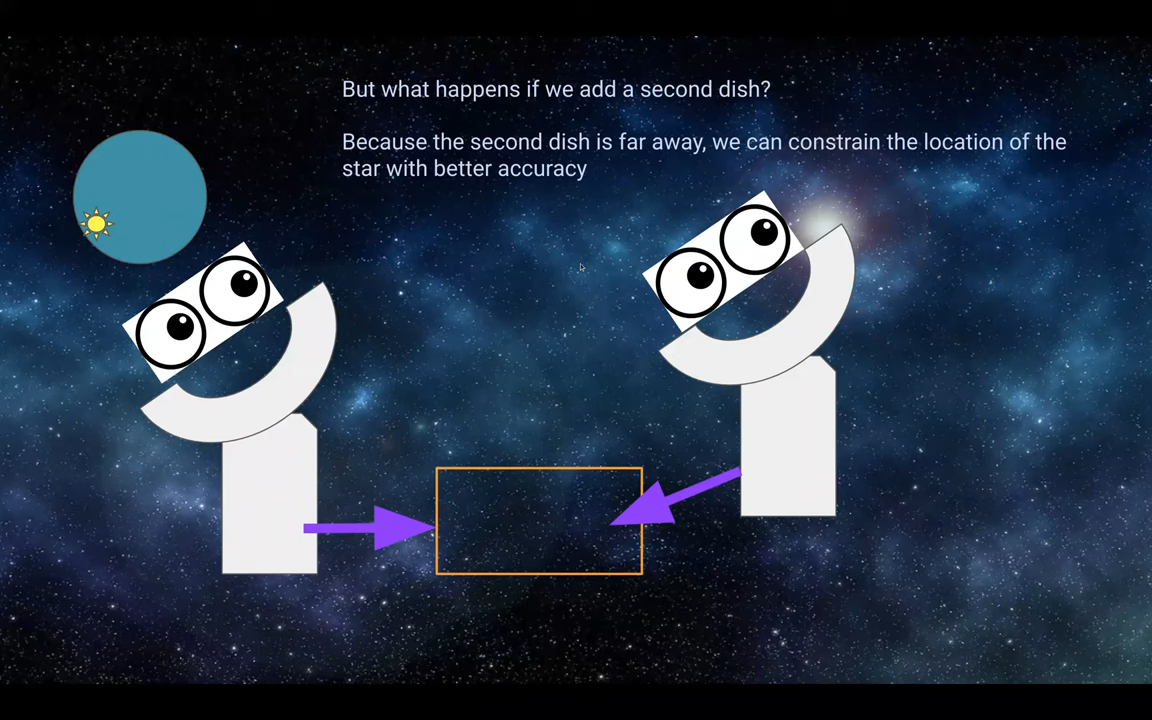 But what happens if we add a second dish?
Because the second dish is far away, we can constrain the location of the
star with better accuracy